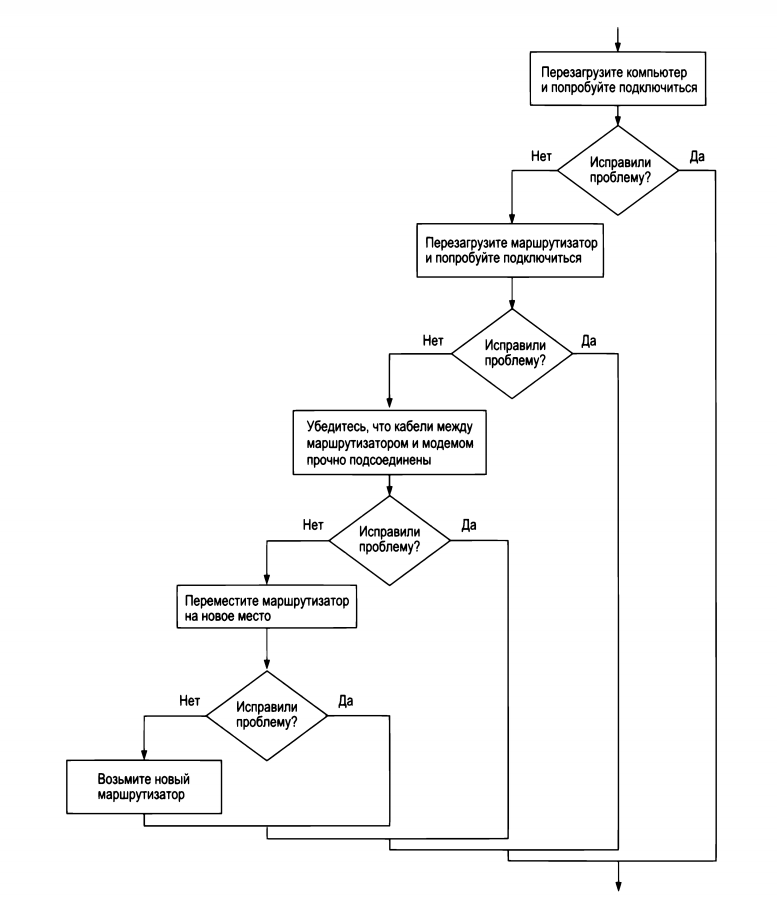 Перезагрузите компьютер
и попробуйте подключиться
Нет
Исправили
проблему?
Да
Перезагрузите маршрутизатор
и попробуйте подключиться
Нет
Исправили
проблему?
Да
Убедитесь, что кабели между
маршрутизатором и модемом
прочно подсоединены
Нет
Исправили
проблему?
Да
Переместите маршрутизатор
на новое место
Нет
Исправили
проблему?
Да
Возьмите новый
маршрутизатор